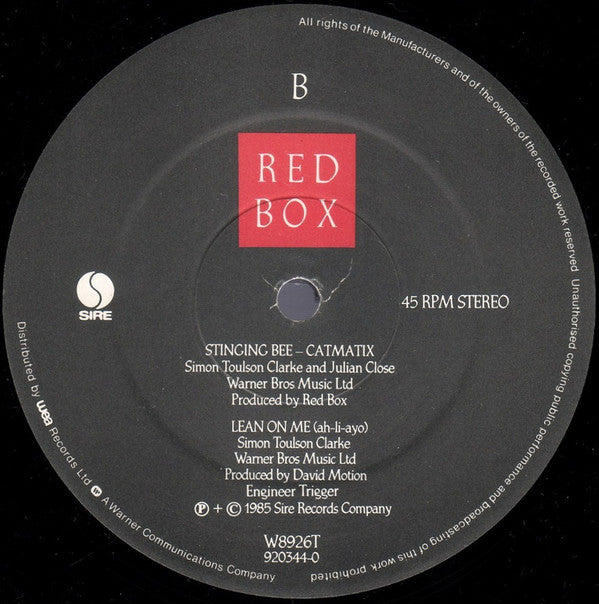 All rights of the Manufacturers and of the owners of the recorded work reserved Unauthorised copying public performance and broadcasting of this work prohibited
B
RED
BOX
SIRE
45 RPM STEREO
STINGING BEE – CATMATIX
Simon Toulson Clarke and Julian Close
Warner Bros Music Ltd
Produced by Red Box
LEAN ON ME (ah-li-ayo)
Simon Toulson Clarke
Warner Bros Music Ltd
Produced by David Motion
Engineer Trigger
℗ + © 1985 Sire Records Company
W8926T
920344-0
Distributed by wea Records Ltd A Warner Communications Company